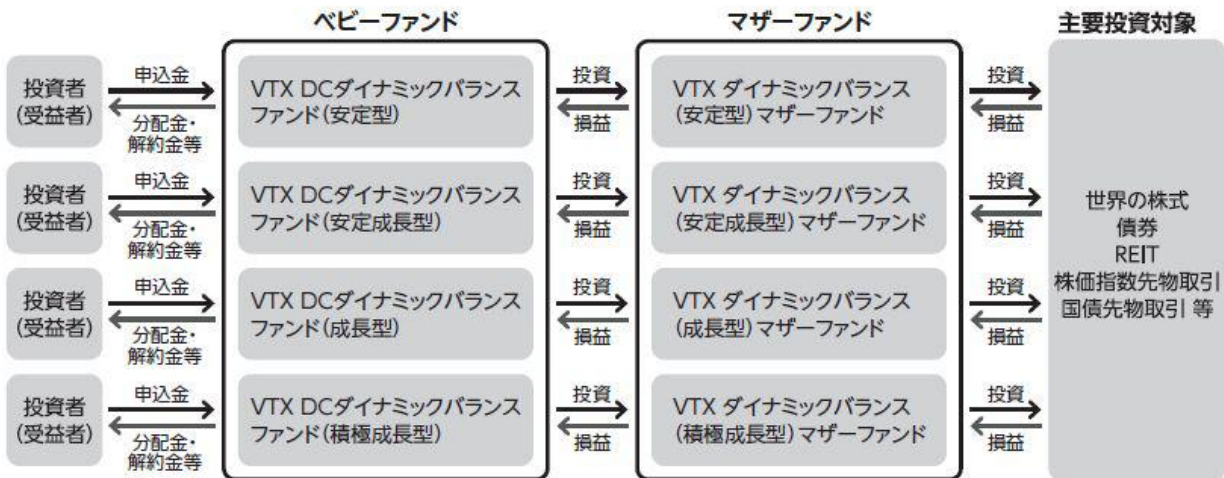 ベビーファンド
マザーファンド
主要投資対象
投資者
(受益者)
申込金
分配金・
解約金等
VTX DCダイナミックバランス
ファンド(安定型)
投資
損益
VTX ダイナミックバランス
(安定型)マザーファンド
投資
損益
投資者
(受益者)
申込金
分配金・
解約金等
VTX DCダイナミックバランス
ファンド(安定成長型)
投資
損益
VTX ダイナミックバランス
(安定成長型)マザーファンド
投資
損益
投資者
(受益者)
申込金
分配金・
解約金等
VTX DCダイナミックバランス
ファンド(成長型)
投資
損益
VTX ダイナミックバランス
(成長型)マザーファンド
投資
損益
投資者
(受益者)
申込金
分配金・
解約金等
VTX DCダイナミックバランス
ファンド(積極成長型)
投資
損益
VTX ダイナミックバランス
(積極成長型)マザーファンド
投資
損益
世界の株式
債券
REIT
株価指数先物取引
国債先物取引 等